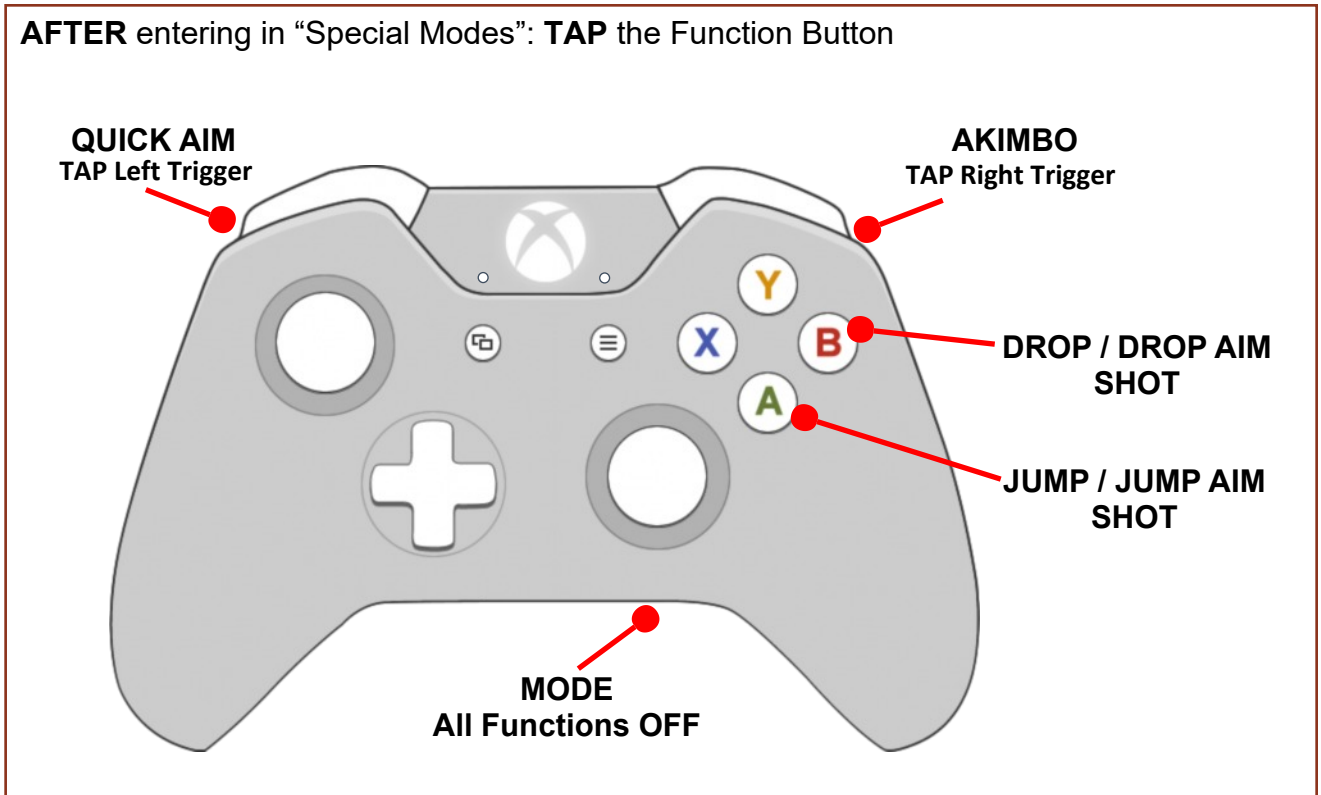 AFTER entering in “Special Modes”: TAP the Function Button
QUICK AIM
TAP Left Trigger
AKIMBO
TAP Right Trigger
Y
X
B
A
DROP / DROP AIM
SHOT
JUMP / JUMP AIM
SHOT
MODE
All Functions OFF